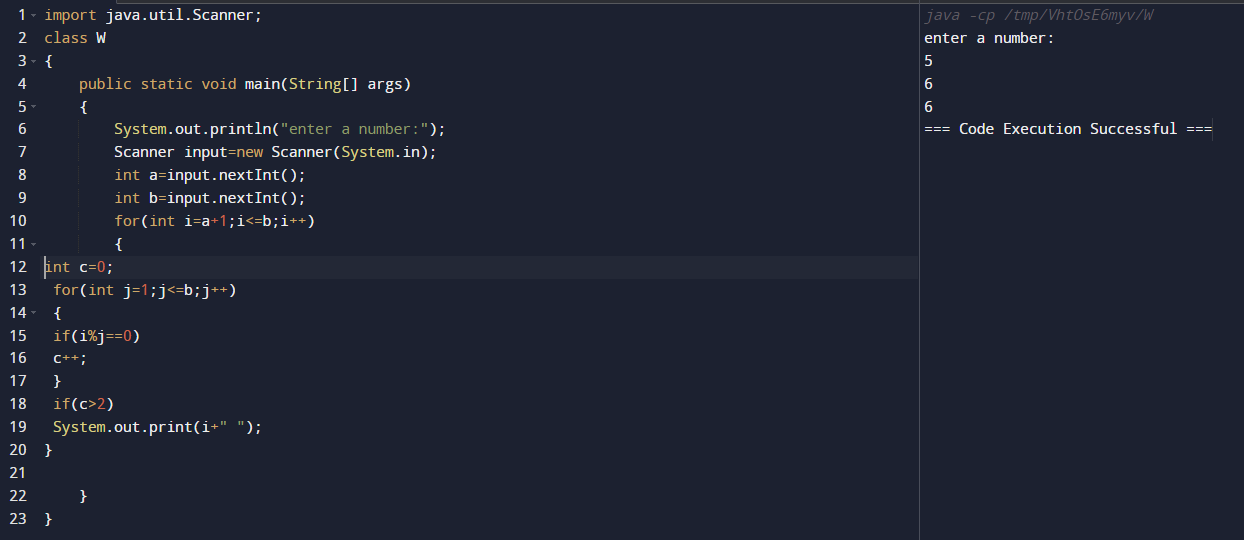 1 import java.util.Scanner;
2 class W
3 {
4     public static void main(String[] args)
5     {
6         System.out.println("enter a number:");
7         Scanner input=new Scanner(System.in);
8         int a=input.nextInt();
9         int b=input.nextInt();
10         for(int i=a+1;i<=b;i++)
11         {
12 int c=0;
13  for(int j=1;j<=b;j++)
14  {
15  if(i%j==0)
16  c++;
17  }
18  if(c>2)
19  System.out.print(i+" ");
20 }
21
22     }
23 }
java -cp /tmp/VhtOsE6myv/W
enter a number:
5
6
6
=== Code Execution Successful ===